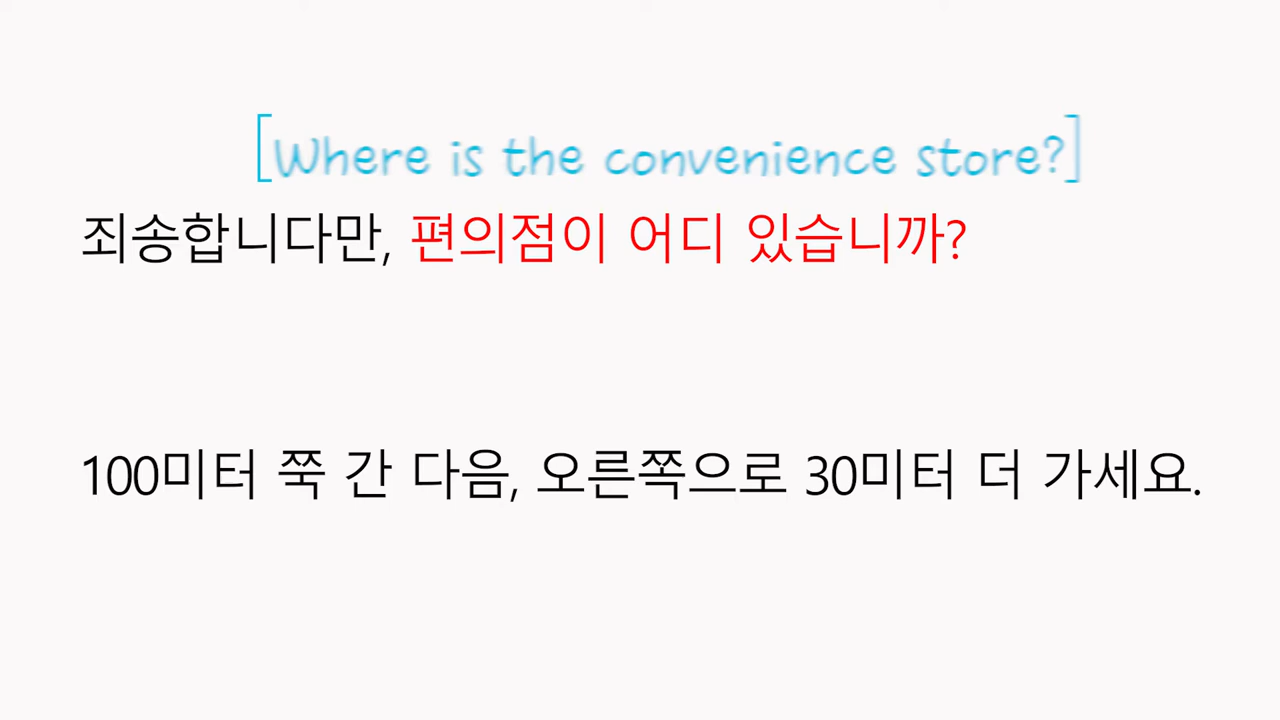 [Where is the convenience store?]
죄송합니다만, 편의점이 어디 있습니까?
100미터 쭉 간 다음, 오른쪽으로 30미터 더 가세요.